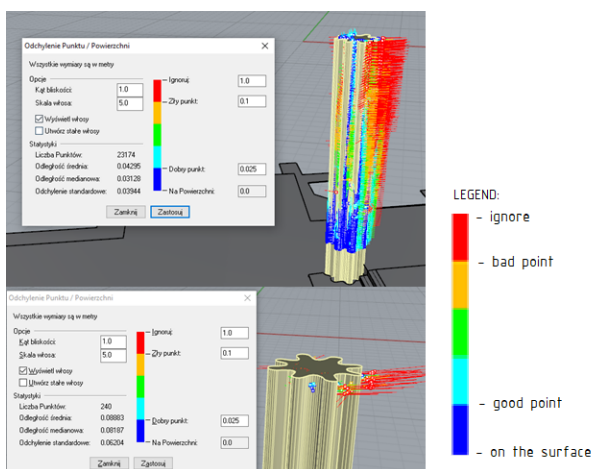 Odchylenie Punktu / Powierzchni
Wszystkie wymiary są w metry
Opcje
Kąt bliskości: 1.0
Skala włosa: 5.0
Wyświetl włosy
Utwórz stałe włosy
Statystyki
Liczba Punktów: 23174
Odległość średnia: 0.04295
Odległość medianowa: 0.03128
Odchylenie standardowe: 0.03944
Ignoruj: 1.0
Zły punkt: 0.1
Doby punkt: 0.025
Na Powierzchni: 0.0
Zamknij Zastosuj
Odchylenie Punktu / Powierzchni
Wszystkie wymiary są w metry
Opcje
Kąt bliskości: 1.0
Skala włosa: 5.0
Wyświetl włosy
Utwórz stałe włosy
Statystyki
Liczba Punktów: 240
Odległość średnia: 0.08883
Odległość medianowa: 0.08187
Odchylenie standardowe: 0.06204
Ignoruj: 1.0
Zły punkt: 0.1
Doby punkt: 0.025
Na Powierzchni: 0.0
Zamknij Zastosuj
LEGEND:
- ignore
- bad point
- good point
- on the surface